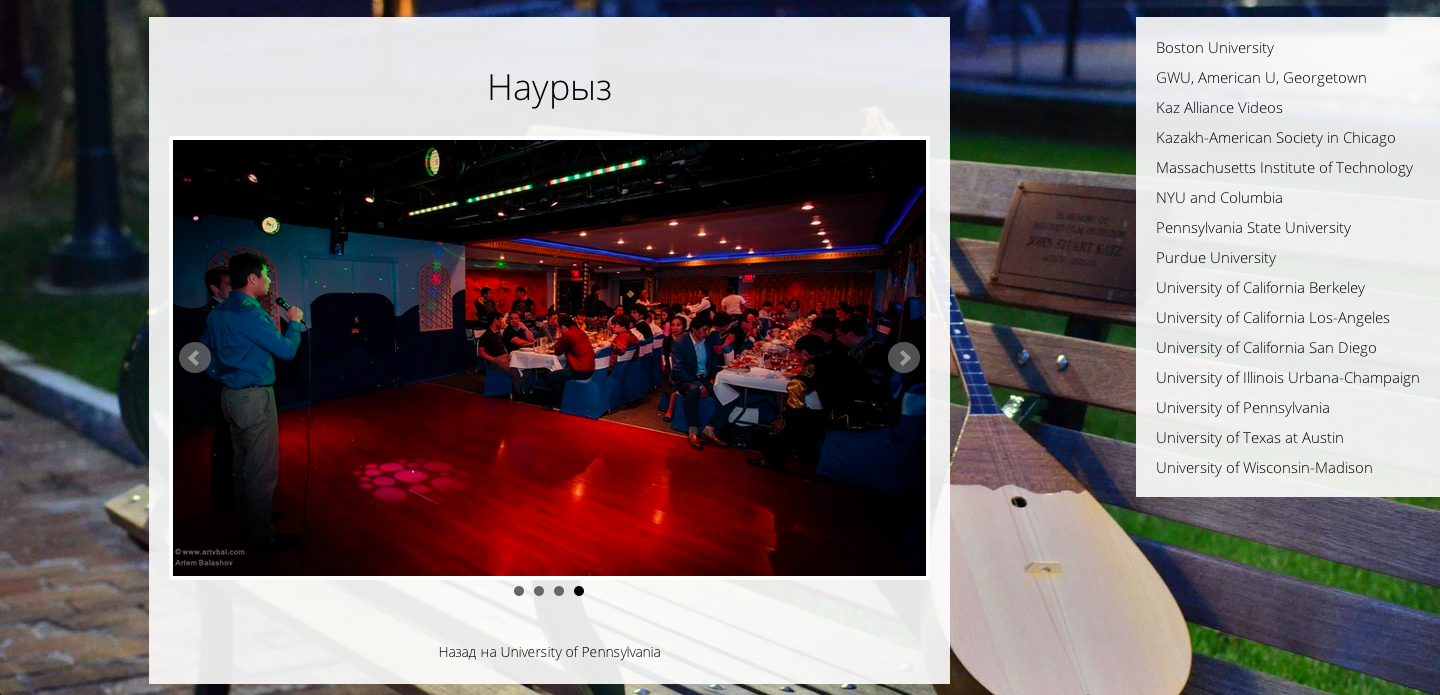 Наурыз
©www.artvbal.com
Artem Balashov
Назад на University of Pennsylvania
Boston University
GWU, American U, Georgetown
Kaz Alliance Videos
Kazakh-American Society in Chicago
Massachusetts Institute of Technology
NYU and Columbia
Pennsylvania State University
Purdue University
University of California Berkeley
University of California Los-Angeles
University of California San Diego
University of Illinois Urbana-Champaign
University of Pennsylvania
University of Texas at Austin
University of Wisconsin-Madison
IN MEMORY OF
JOHN STUART KATZ